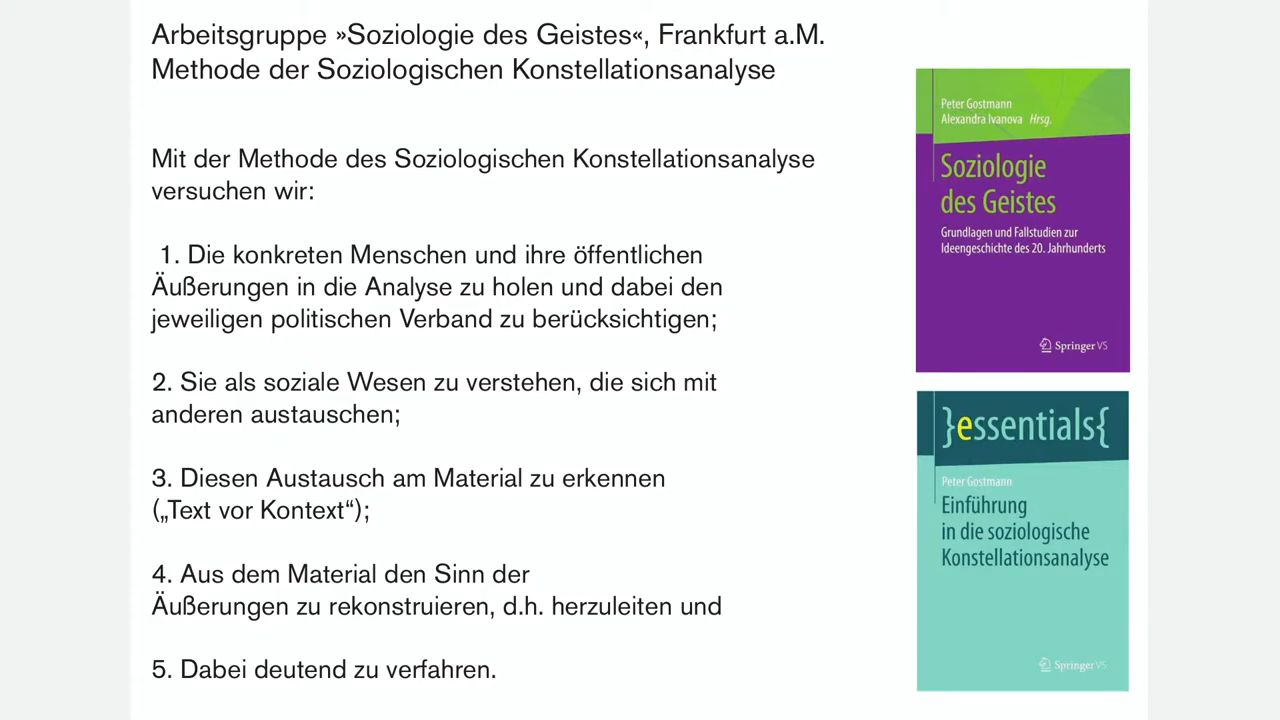 Arbeitsgruppe »Soziologie des Geistes«, Frankfurt a.M.
Methode der Soziologischen Konstellationsanalyse
Mit der Methode des Soziologischen Konstellationsanalyse
versuchen wir:
1. Die konkreten Menschen und ihre öffentlichen
Äußerungen in die Analyse zu holen und dabei den
jeweiligen politischen Verband zu berücksichtigen;
2. Sie als soziale Wesen zu verstehen, die sich mit
anderen austauschen;
3. Diesen Austausch am Material zu erkennen
(„Text vor Kontext“);
4. Aus dem Material den Sinn der
Äußerungen zu rekonstruieren, d.h. herzuleiten und
5. Dabei deutend zu verfahren.
Peter Gostmann
Alexandra Ivanova Hrsg.
Soziologie
des Geistes
Grundlagen und Fallstudien zur
Ideengeschichte des 20. Jahrhunderts
Springer VS
}essentials{
Peter Gostmann
Einführung
in die soziologische
Konstellationsanalyse
Springer VS